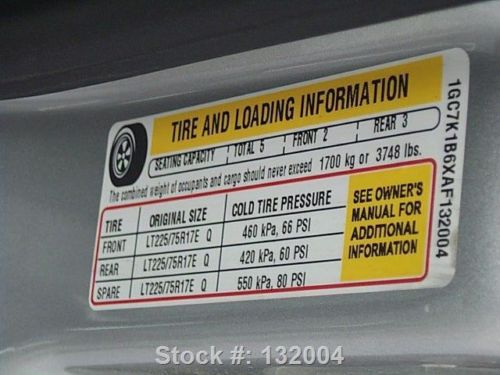 TIRE AND LOADING INFORMATION
SEATING CAPACITY TOTAL 5 FRONT 2 REAR 3
The combined weight of occupants and cargo should never exceed 1700 kg or 3748 lbs.
TIRE ORIGINAL SIZE COLD TIRE PRESSURE
FRONT LT225/75R17E Q 460 kPa, 66 PSI
REAR LT225/75R17E Q 420 kPa, 60 PSI
SPARE LT225/75R17E Q 550 kPa, 80 PSI
SEE OWNER'S
MANUAL FOR
ADDITIONAL
INFORMATION
1GC7K1B6XAF132004
Stock #: 132004